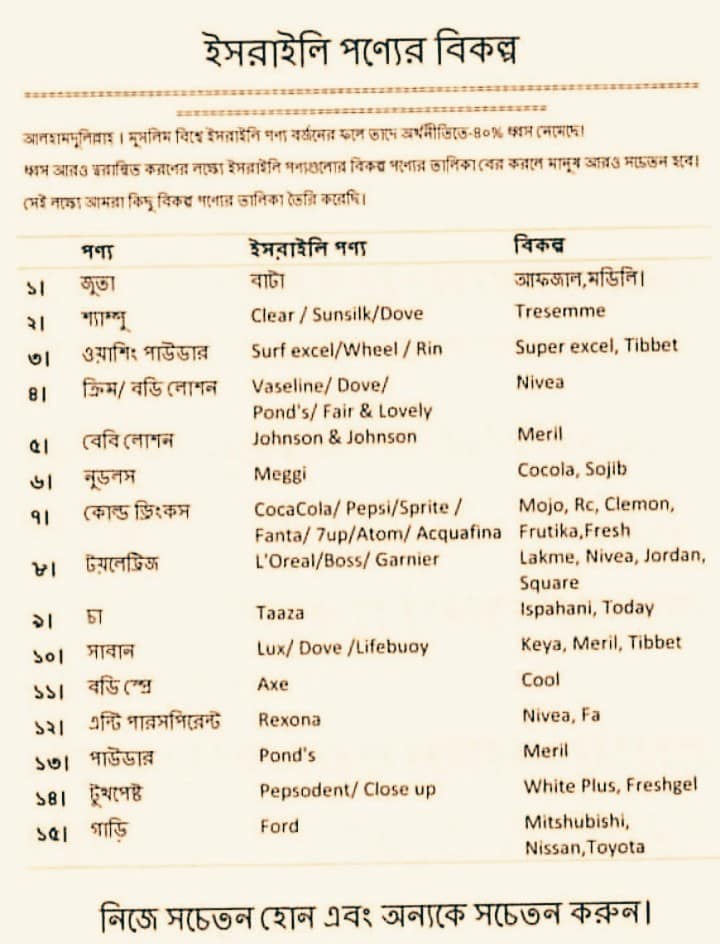 ইসরাইলি পণ্যের বিকল্প
আলহামদুলিল্লাহ । মুসলিম বিশ্বে ইসরাইলি পণ্য বর্জনের ফলে তাদে অর্থনীতিতে-৪০% ধ্বস নেমেছে।
ধ্বস আরও ত্বরান্বিত করণের লক্ষ্যে ইসরাইলি পণ্যগুলোর বিকল্প পণ্যের তালিকা বের করলে মানুষ আরও সচেতন হবে।
সেই লক্ষ্যে আমরা কিছু বিকল্প পণ্যের তালিকা তৈরি করেছি।
পণ্য ইসরাইলি পণ্য বিকল্প
১। জুতা বাটা আফজাল,মডিলি।
২। শ্যাম্পু Clear / Sunsilk/Dove Tresemme
৩। ওয়াশিং পাউডার Surf excel/Wheel / Rin Super excel, Tibbet
৪। ক্রিম/ বডি লোশন Vaseline/ Dove/ Nivea
Pond's/ Fair & Lovely
৫। বেবি লোশন Johnson & Johnson Meril
৬। নুডলস Meggi Cocola, Sojib
৭। কোল্ড ড্রিংকস CocaCola/ Pepsi/Sprite / Mojo, Rc, Clemon,
Fanta/ 7up/Atom/ Acquafina Frutika,Fresh
৮। টয়লেট্রিজ L'Oreal/Boss/ Garnier Lakme, Nivea, Jordan,
Square
৯। চা Taaza Ispahani, Today
১০। সাবান Lux/ Dove /Lifebuoy Keya, Meril, Tibbet
১১। বডি স্প্রে Axe Cool
১২। এন্টি পারসপিরেন্ট Rexona Nivea, Fa
১৩। পাউডার Pond's Meril
১৪। টুথপেষ্ট Pepsodent/ Close up White Plus, Freshgel
১৫। গাড়ি Ford Mitshubishi,
Nissan,Toyota
নিজে সচেতন হোন এবং অন্যকে সচেতন করুন।